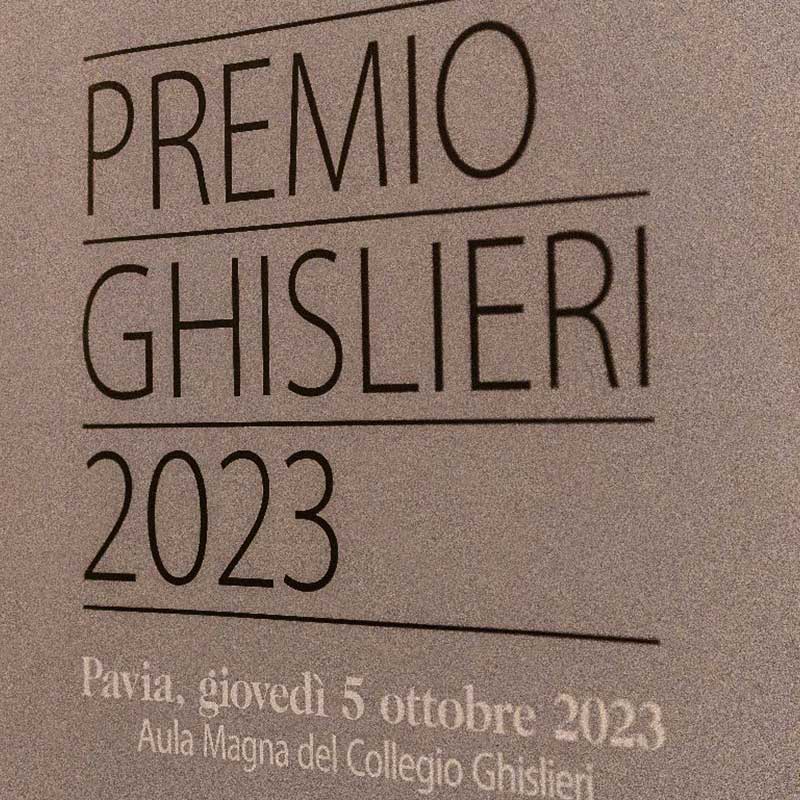 PREMIO
GHISLIERI
2023
Pavia, giovedì 5 ottobre 2023
Aula Magna del Collegio Ghislieri